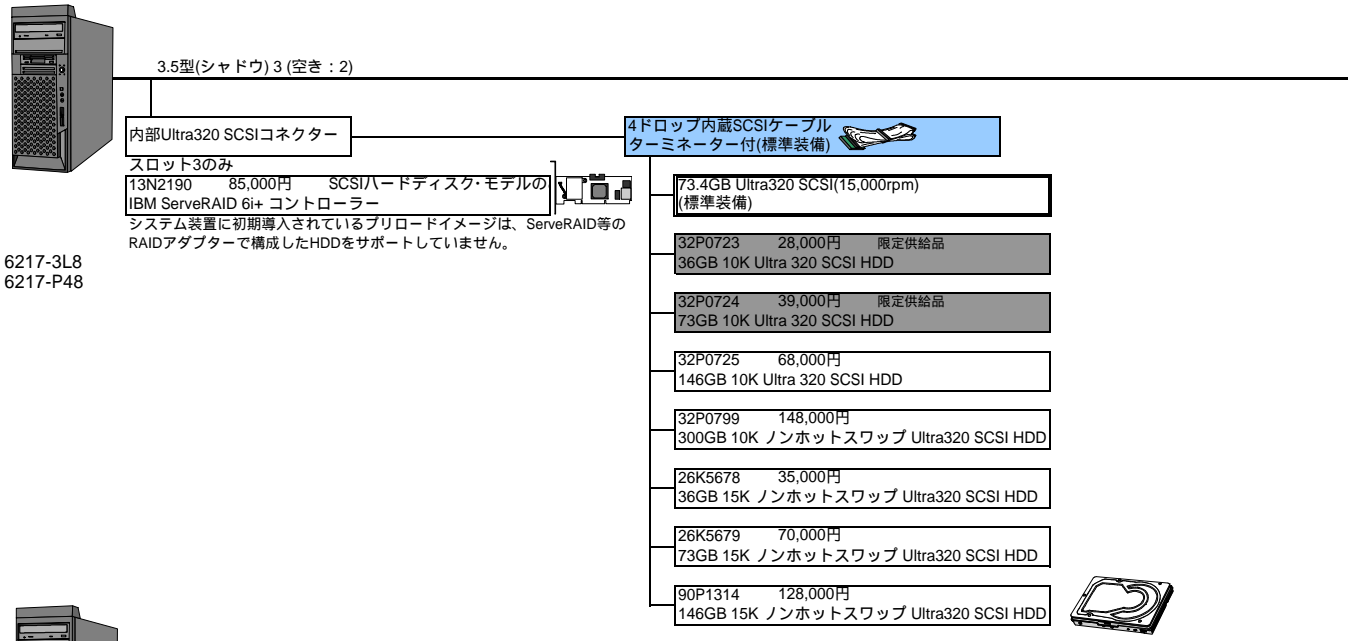 3.5型(シャドウ) 3 (空き：2)
内部Ultra320 SCSIコネクター
4ドロップ内蔵SCSIケーブル
ターミネーター付(標準装備)
スロット3のみ
13N2190 85,000円 SCSIハードディスク・モデルの
IBM ServeRAID 6i+ コントローラー
システム装置に初期導入されているプリロードイメージは、ServeRAID等の
RAIDアダプターで構成したHDDをサポートしていません。
6217-3L8
6217-P48
73.4GB Ultra320 SCSI(15,000rpm)
(標準装備)
32P0723 28,000円 限定供給品
36GB 10K Ultra 320 SCSI HDD
32P0724 39,000円 限定供給品
73GB 10K Ultra 320 SCSI HDD
32P0725 68,000円
146GB 10K Ultra 320 SCSI HDD
32P0799 148,000円
300GB 10K ノンホットスワップ Ultra320 SCSI HDD
26K5678 35,000円
36GB 15K ノンホットスワップ Ultra320 SCSI HDD
26K5679 70,000円
73GB 15K ノンホットスワップ Ultra320 SCSI HDD
90P1314 128,000円
146GB 15K ノンホットスワップ Ultra320 SCSI HDD